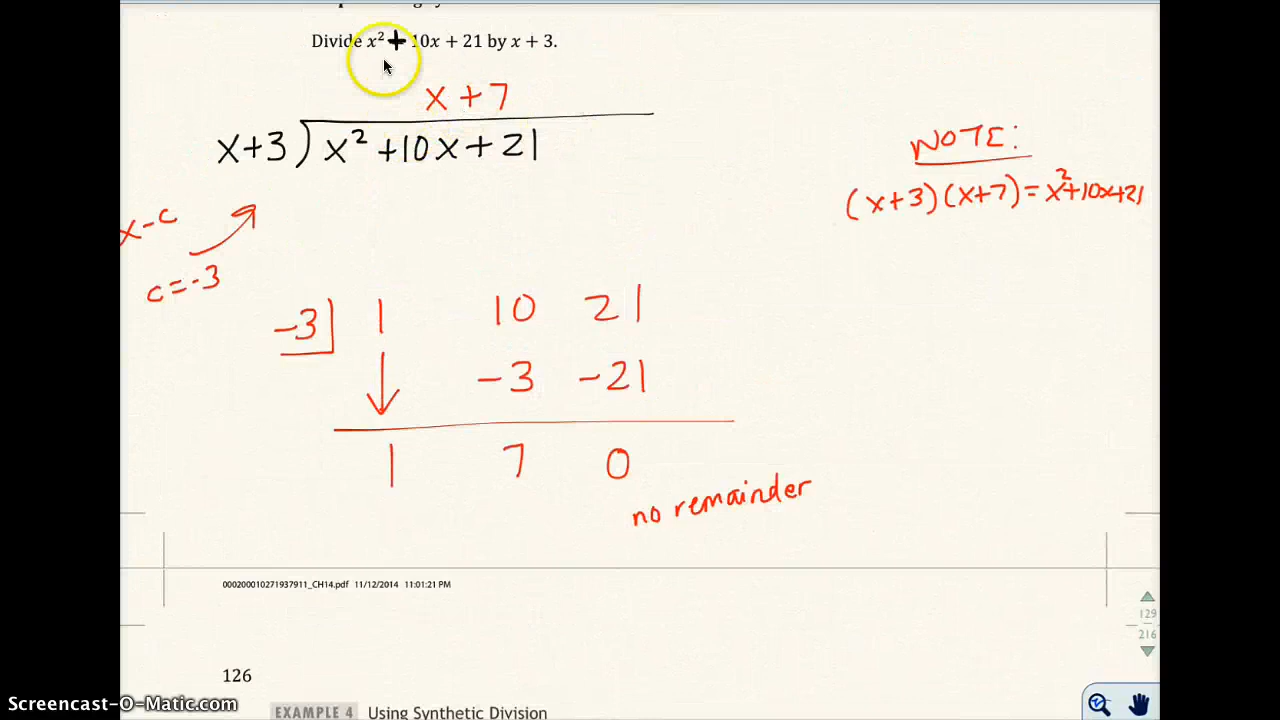 Divide x² + 10x + 21 by x + 3.
x + 7
x+3 ) x² +10x + 21
NOTE:
(x+3)(x+7) = x²+10x+21
x-c
c=-3
-3 1 10 21
-3 -21
1 7 0
no remainder
000200010271937911_CH14.pdf 11/12/2014 11:01:21 PM
129
216
126
EXAMPLE 4 Using Synthetic Division
Screencast-O-Matic.com